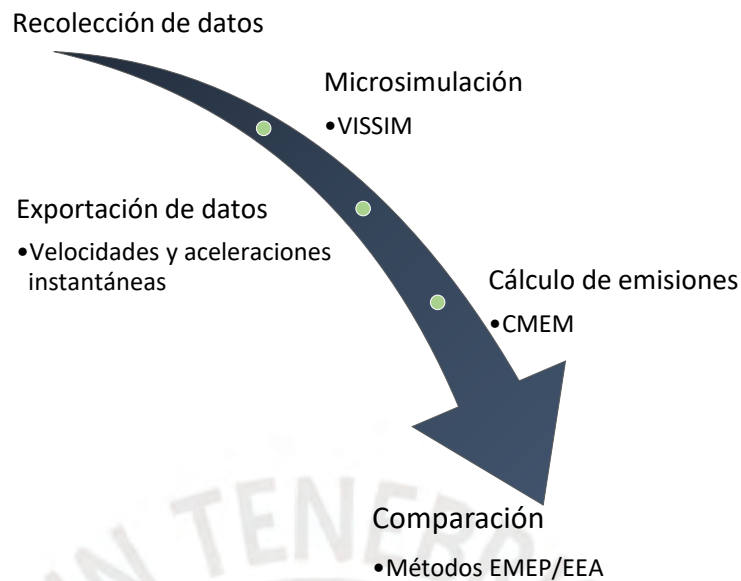 Recolección de datos
Microsimulación
•VISSIM
Exportación de datos
•Velocidades y aceleraciones
instantáneas
Cálculo de emisiones
•CMEM
Comparación
•Métodos EMEP/EEA